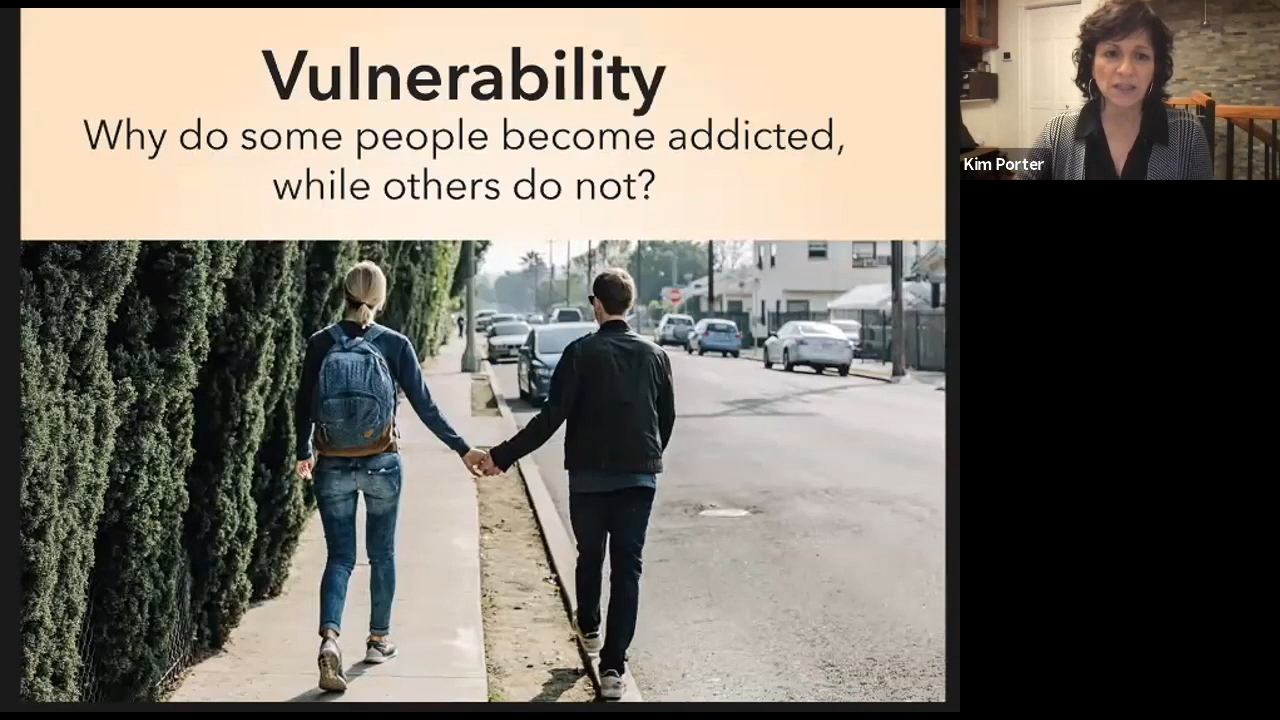 Vulnerability
Why do some people become addicted,
while others do not?
Kim Porter